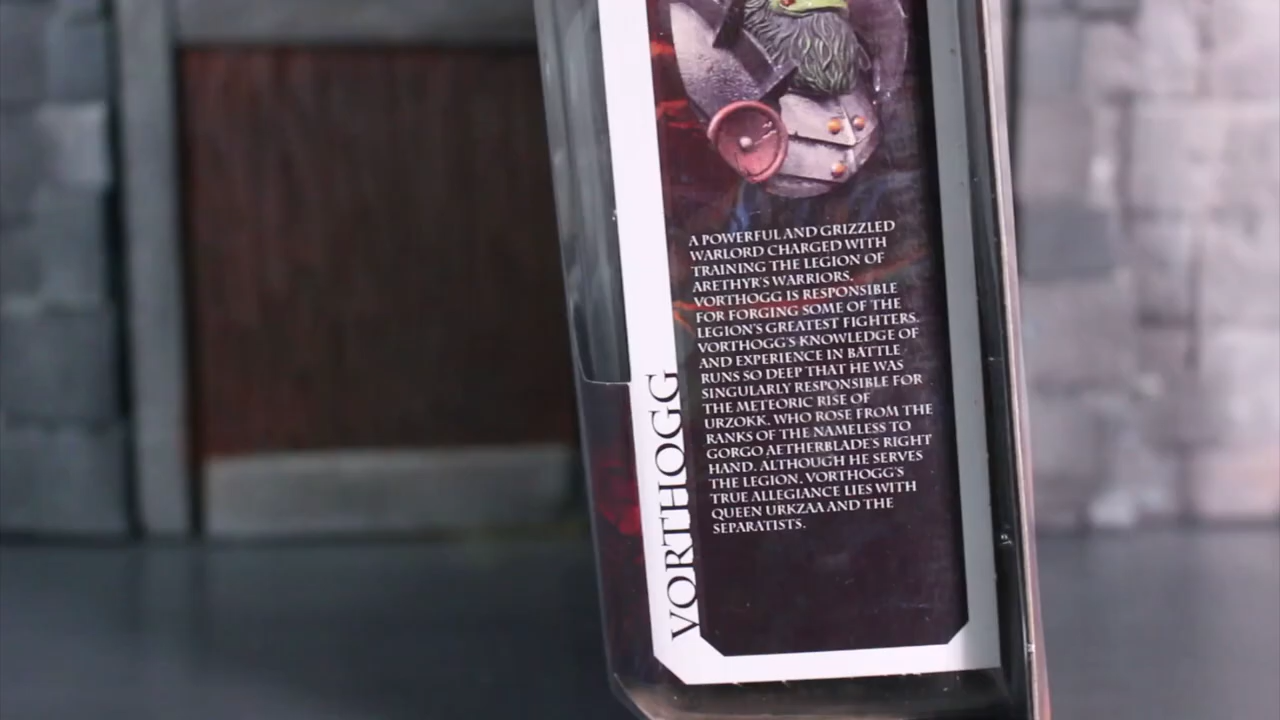 A POWERFUL AND GRIZZLED
WARLORD CHARGED WITH
TRAINING THE LEGION OF
ARETHYR'S WARRIORS,
VORTHOGG IS RESPONSIBLE
FOR FORGING SOME OF THE
LEGION'S GREATEST FIGHTERS.
VORTHOGG'S KNOWLEDGE OF
AND EXPERIENCE IN BATTLE
RUNS SO DEEP THAT HE WAS
SINGULARLY RESPONSIBLE FOR
THE METEORIC RISE OF
URZOKK, WHO ROSE FROM THE
RANKS OF THE NAMELESS TO
GORGO AETHERBLADE'S RIGHT
HAND. ALTHOUGH HE SERVES
THE LEGION, VORTHOGG'S
TRUE ALLEGIANCE LIES WITH
QUEEN URKZAA AND THE
SEPARATISTS.
VORTHOGG